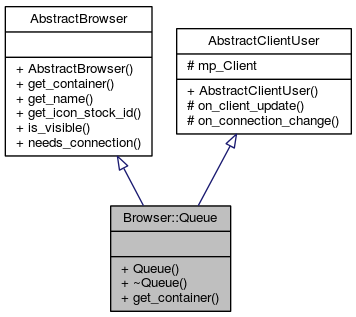 AbstractBrowser
+ AbstractBrowser()
+ get_container()
+ get_name()
+ get_icon_stock_id()
+ is_visible()
+ needs_connection()
AbstractClientUser
# mp_Client
+ AbstractClientUser()
# on_client_update()
# on_connection_change()
Browser::Queue
+ Queue()
+ ~Queue()
+ get_container()